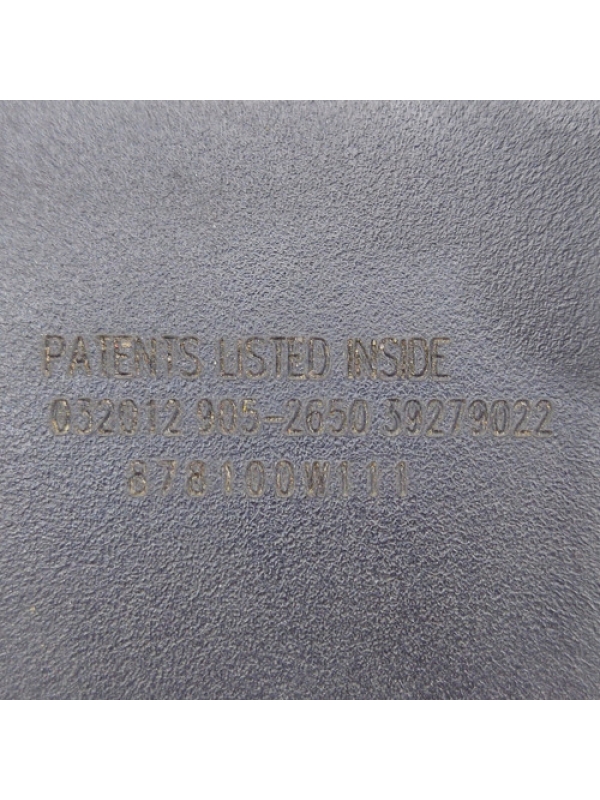 PATENTS LISTED INSIDE
032012 905-2650 39279022
878100W111